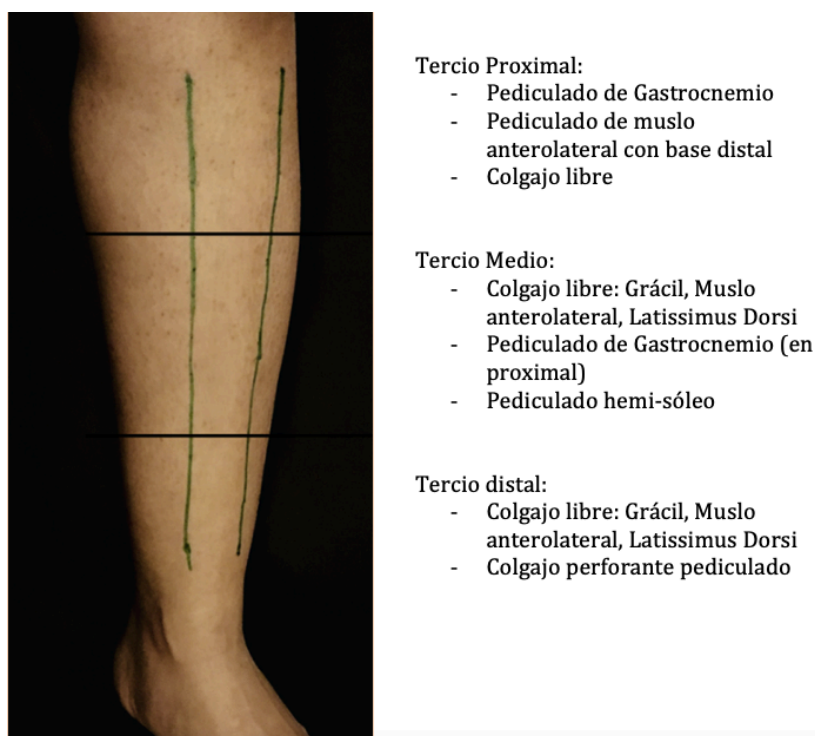 Tercio Proximal:
- Pediculado de Gastrocnemio
- Pediculado de muslo
anterolateral con base distal
- Colgajo libre
Tercio Medio:
- Colgajo libre: Grácil, Muslo
anterolateral, Latissimus Dorsi
- Pediculado de Gastrocnemio (en
proximal)
- Pediculado hemi-sóleo
Tercio distal:
- Colgajo libre: Grácil, Muslo
anterolateral, Latissimus Dorsi
- Colgajo perforante pediculado